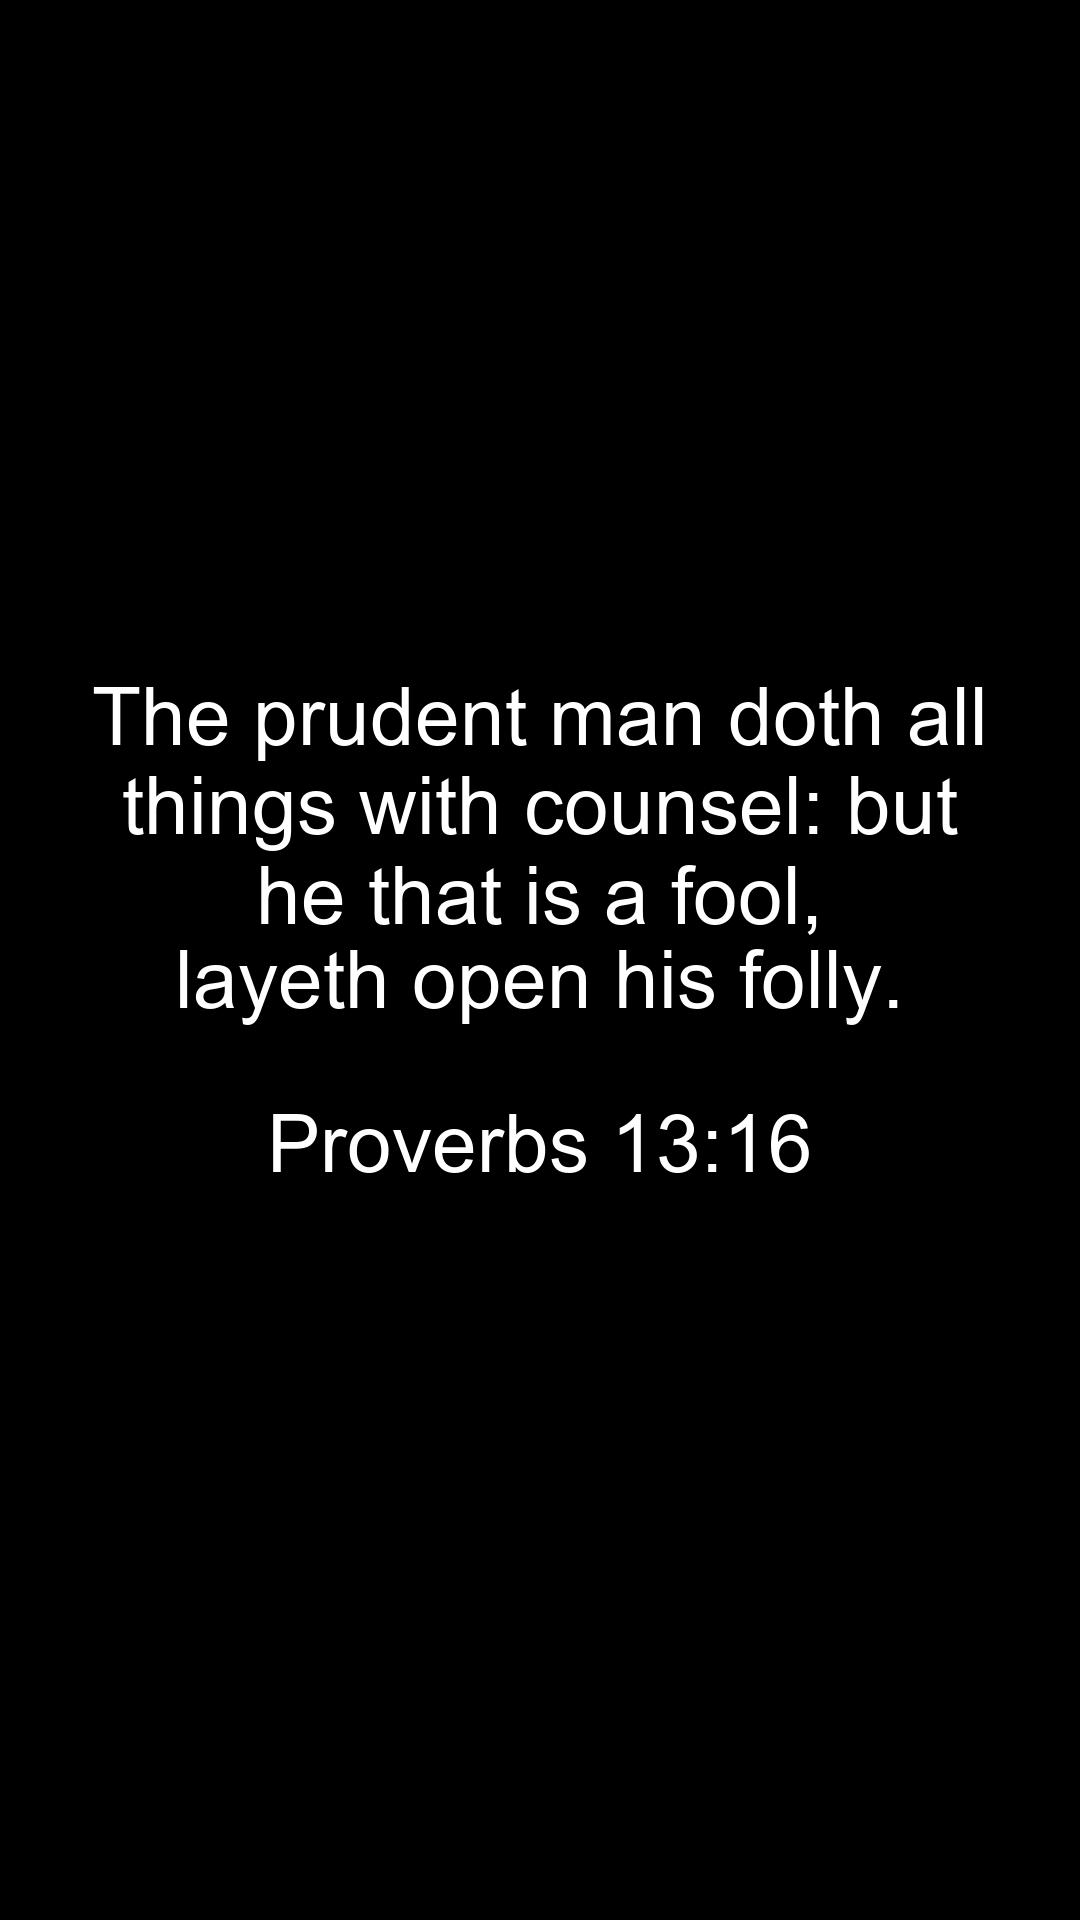 The prudent man doth all
things with counsel: but
he that is a fool,
layeth open his folly.
Proverbs 13:16